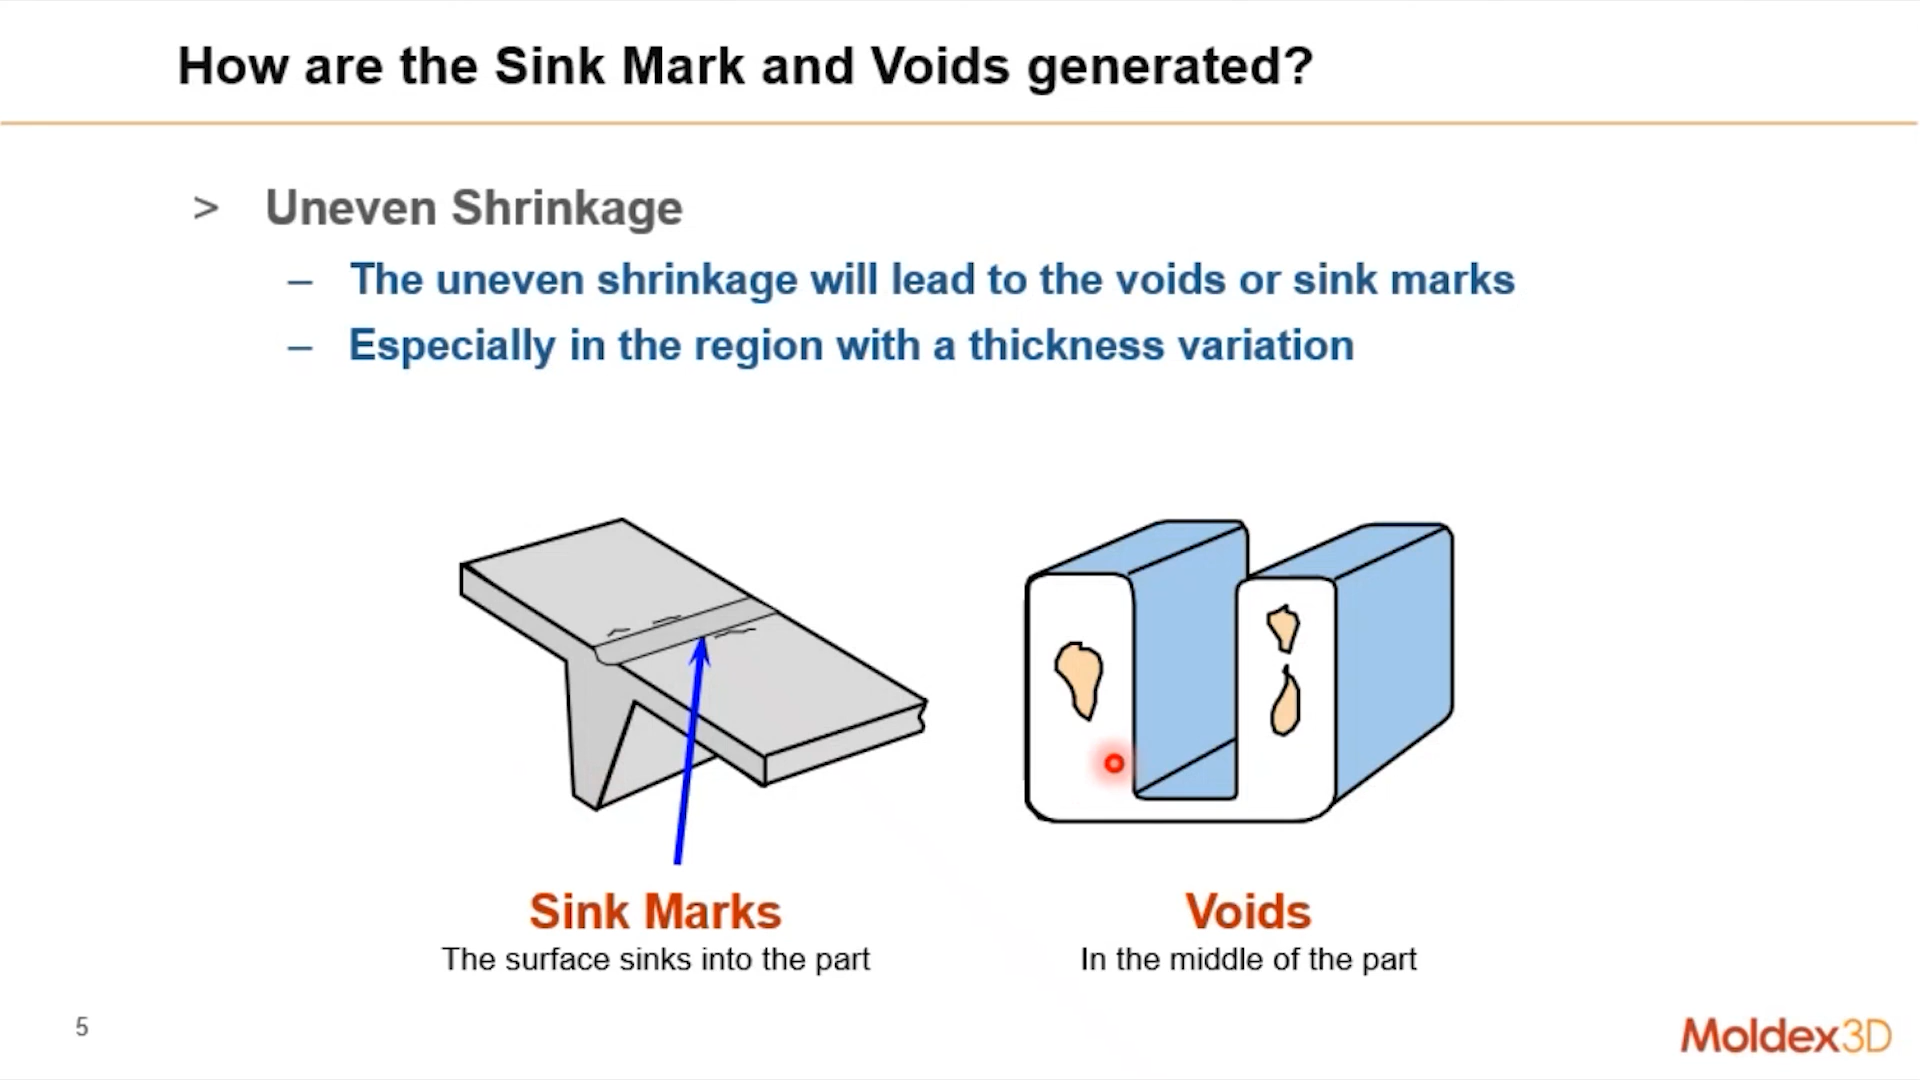 How are the Sink Mark and Voids generated?
> Uneven Shrinkage
– The uneven shrinkage will lead to the voids or sink marks
– Especially in the region with a thickness variation
Sink Marks
The surface sinks into the part
Voids
In the middle of the part
5
Moldex3D